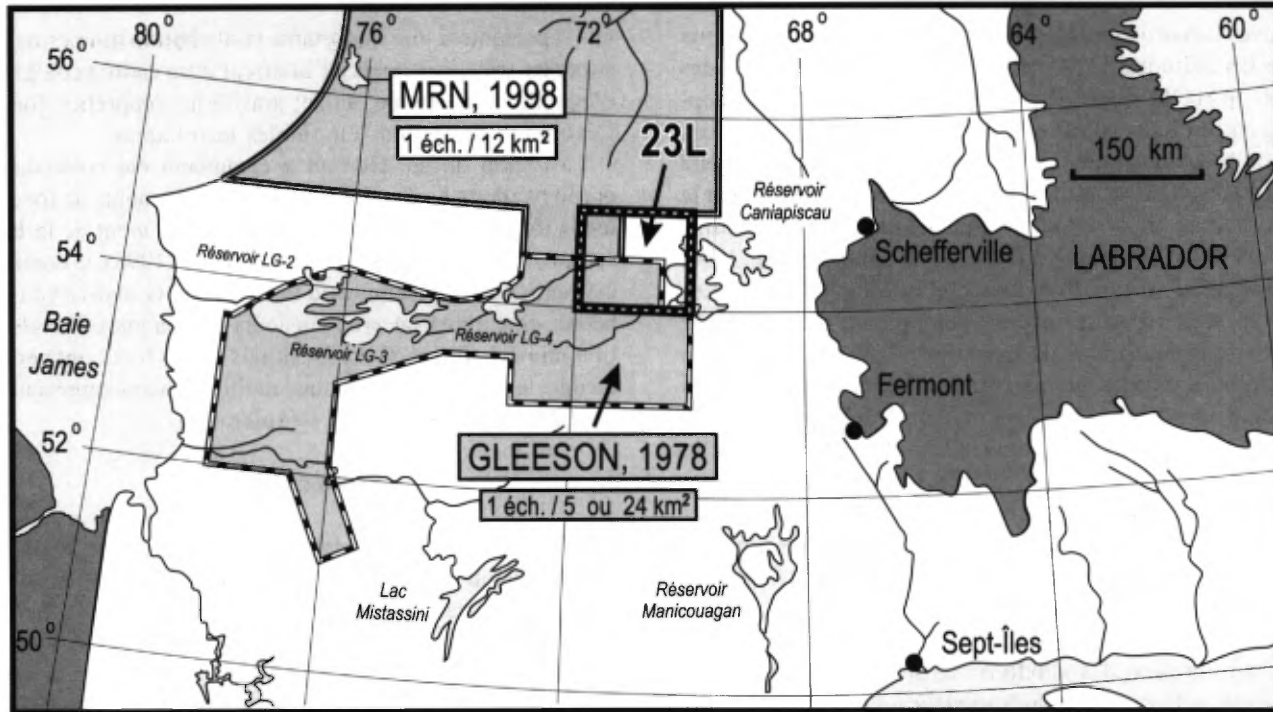 80°
76°
72°
68°
64°
60°
56°
MRN, 1998
1 éch. / 12 km²
23L
150 km
Réservoir
Caniapiscau
54°
Réservoir LG-2
Schefferville
LABRADOR
Baie
James
Réservoir LG-3
Réservoir LG-4
Fermont
52°
GLEESON, 1978
1 éch. / 5 ou 24 km²
Lac
Mistassini
Réservoir
Manicouagan
50°
Sept-Îles